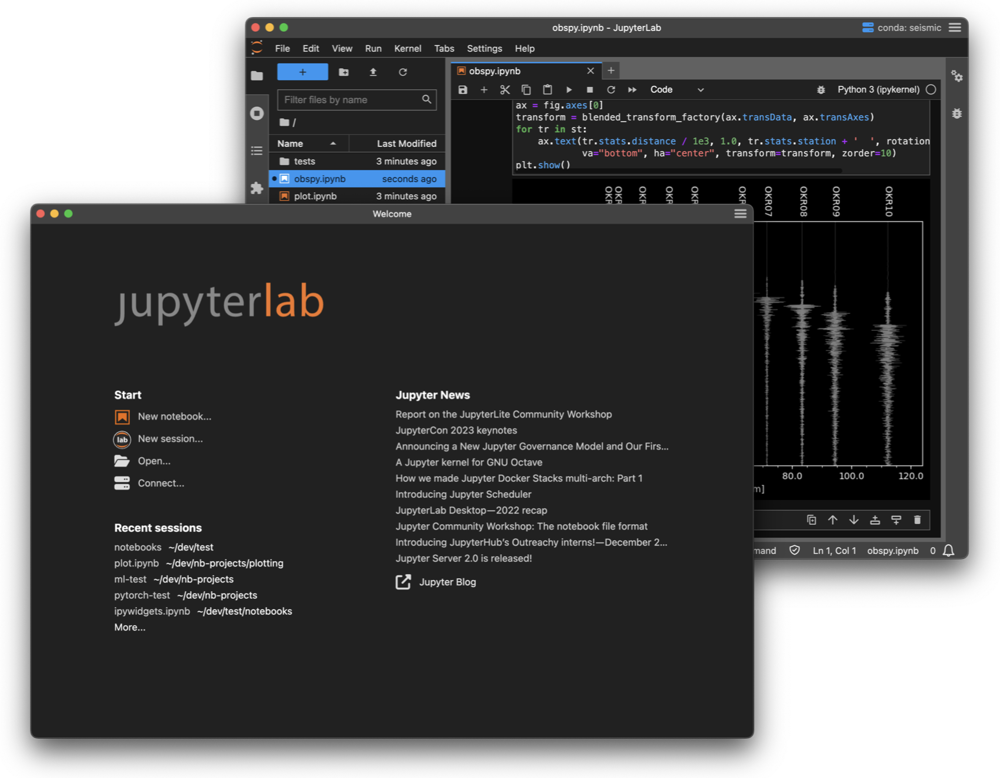 obspy.ipynb - JupyterLab
conda: seismic
File Edit View Run Kernel Tabs Settings Help
+
obspy.ipynb
+
Filter files by name
Code
Python 3 (ipykernel)
/
Name Last Modified
tests 3 minutes ago
obspy.ipynb seconds ago
plot.ipynb 3 minutes ago
ax = fig.axes[0]
transform = blended_transform_factory(ax.transData, ax.transAxes)
for tr in st:
ax.text(tr.stats.distance / 1e3, 1.0, tr.stats.station + '  ', rotation
va="bottom", ha="center", transform=transform, zorder=10)
plt.show()
OKR OKR OKR OKR OKR OKR OKR07 OKR08 OKR09 OKR10
80.0 100.0 120.0
m]
mand Ln 1, Col 1 obspy.ipynb 0
Welcome
jupyterlab
Start
New notebook...
lab New session...
Open...
Connect...
Recent sessions
notebooks ~/dev/test
plot.ipynb ~/dev/nb-projects/plotting
ml-test ~/dev/nb-projects
pytorch-test ~/dev/nb-projects
ipywidgets.ipynb ~/dev/test/notebooks
More...
Jupyter News
Report on the JupyterLite Community Workshop
JupyterCon 2023 keynotes
Announcing a New Jupyter Governance Model and Our Firs...
A Jupyter kernel for GNU Octave
How we made Jupyter Docker Stacks multi-arch: Part 1
Introducing Jupyter Scheduler
JupyterLab Desktop—2022 recap
Jupyter Community Workshop: The notebook file format
Introducing JupyterHub's Outreachy interns!—December 2...
Jupyter Server 2.0 is released!
Jupyter Blog